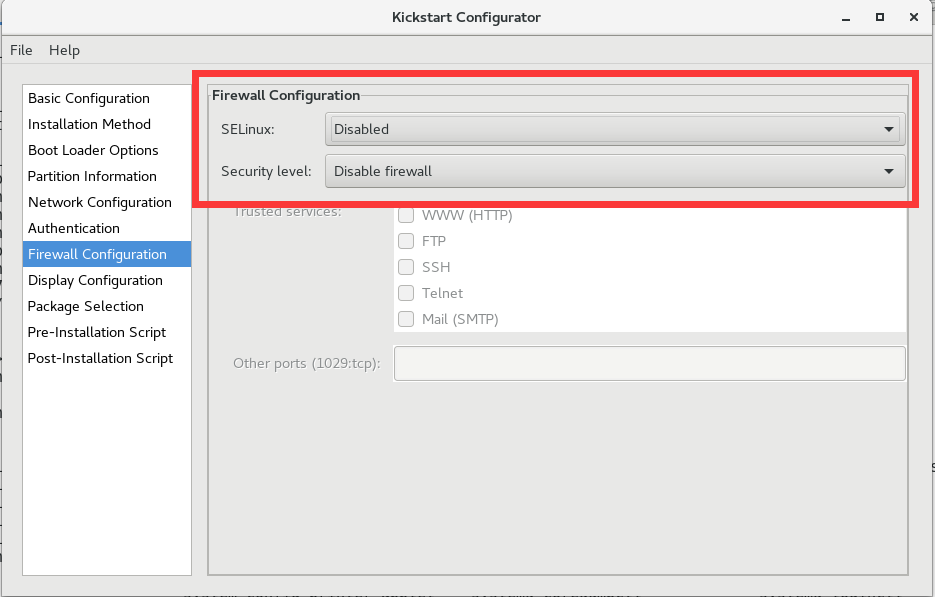 Kickstart Configurator
File Help
Basic Configuration
Installation Method
Boot Loader Options
Partition Information
Network Configuration
Authentication
Firewall Configuration
Display Configuration
Package Selection
Pre-Installation Script
Post-Installation Script
Firewall Configuration
SELinux: Disabled
Security level: Disable firewall
Trusted services: WWW (HTTP)
FTP
SSH
Telnet
Mail (SMTP)
Other ports (1029:tcp):